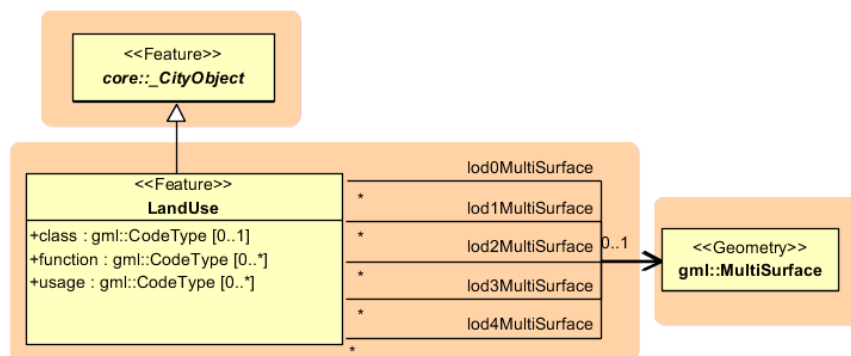 <<Feature>>
core::_CityObject
<<Feature>>
LandUse
+class : gml::CodeType [0..1]
+function : gml::CodeType [0..*]
+usage : gml::CodeType [0..*]
lod0MultiSurface
*
lod1MultiSurface
*
lod2MultiSurface
0..1
*
lod3MultiSurface
*
lod4MultiSurface
*
<<Geometry>>
gml::MultiSurface